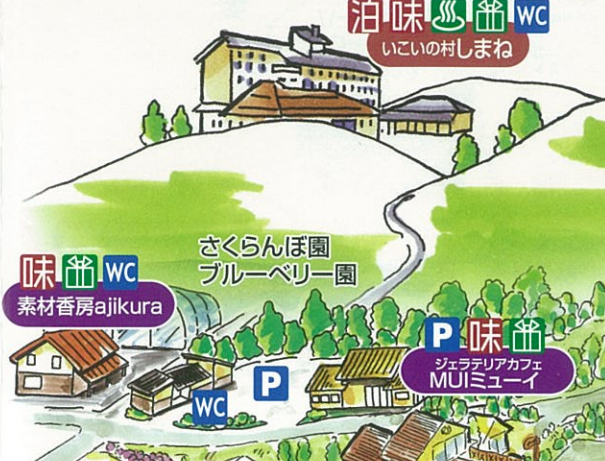 泊 味 WC
いこいの村しまね
さくらんぼ園
ブルーベリー園
味 WC
素材香房ajikura
P 味
ジェラテリアカフェ
MUIミューイ
P
WC